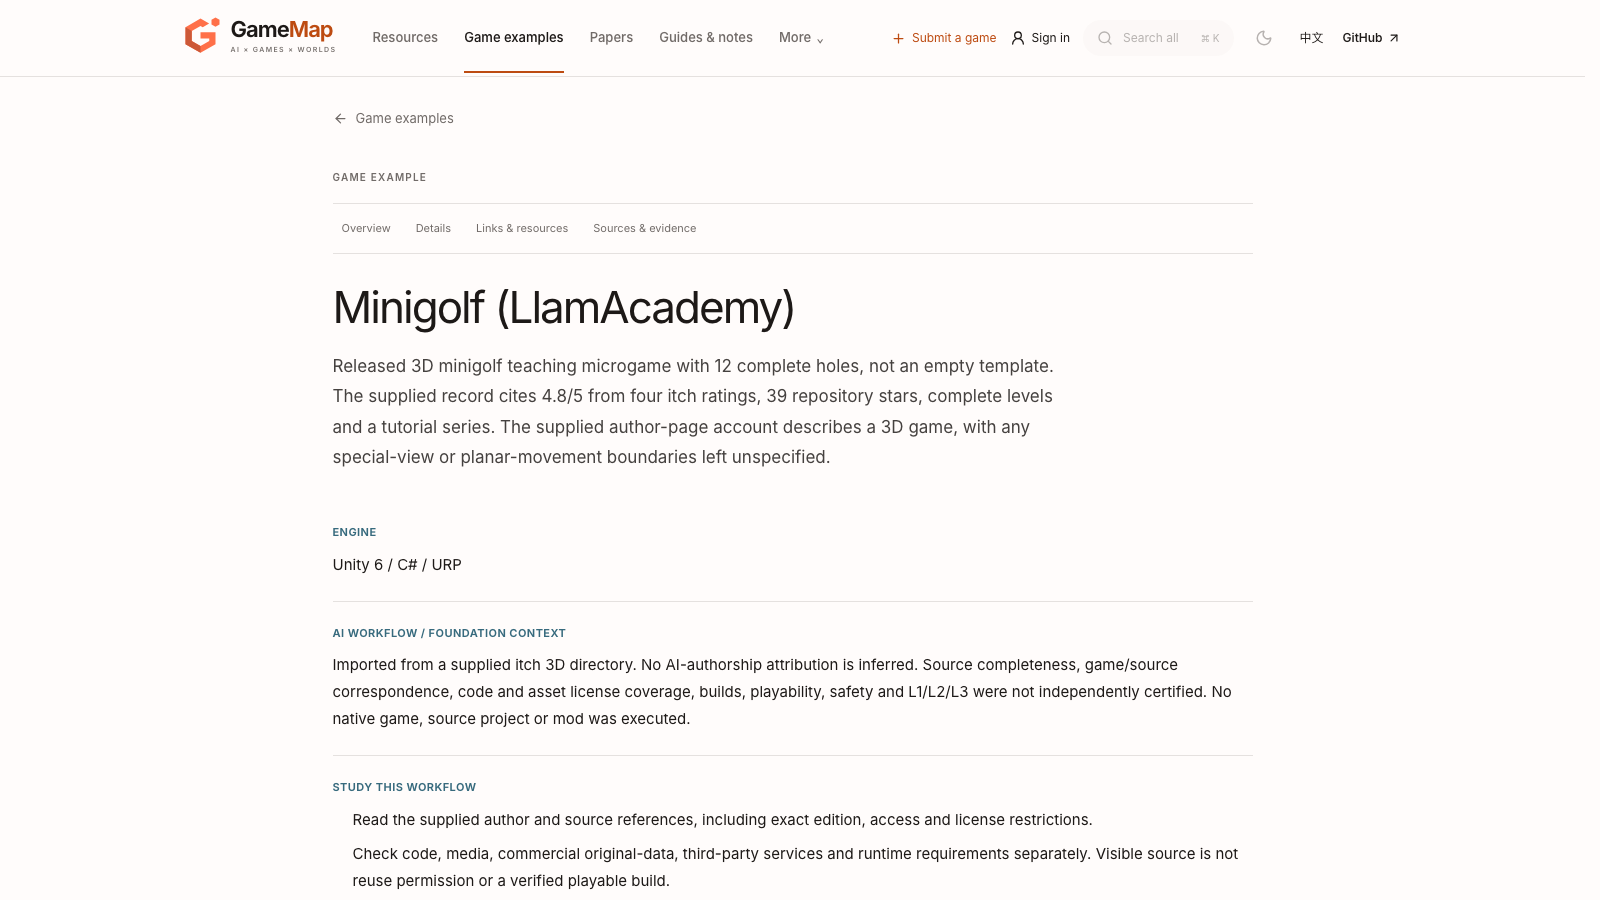 GameMap
AI × GAMES × WORLDS
Resources
Game examples
Papers
Guides & notes
More
Submit a game
Sign in
Search all
⌘ K
中文
GitHub
Game examples
GAME EXAMPLE
Overview
Details
Links & resources
Sources & evidence
Minigolf (LlamAcademy)
Released 3D minigolf teaching microgame with 12 complete holes, not an empty template.
The supplied record cites 4.8/5 from four itch ratings, 39 repository stars, complete levels
and a tutorial series. The supplied author-page account describes a 3D game, with any
special-view or planar-movement boundaries left unspecified.
ENGINE
Unity 6 / C# / URP
AI WORKFLOW / FOUNDATION CONTEXT
Imported from a supplied itch 3D directory. No AI-authorship attribution is inferred. Source completeness, game/source
correspondence, code and asset license coverage, builds, playability, safety and L1/L2/L3 were not independently certified. No
native game, source project or mod was executed.
STUDY THIS WORKFLOW
Read the supplied author and source references, including exact edition, access and license restrictions.
Check code, media, commercial original-data, third-party services and runtime requirements separately. Visible source is not
reuse permission or a verified playable build.